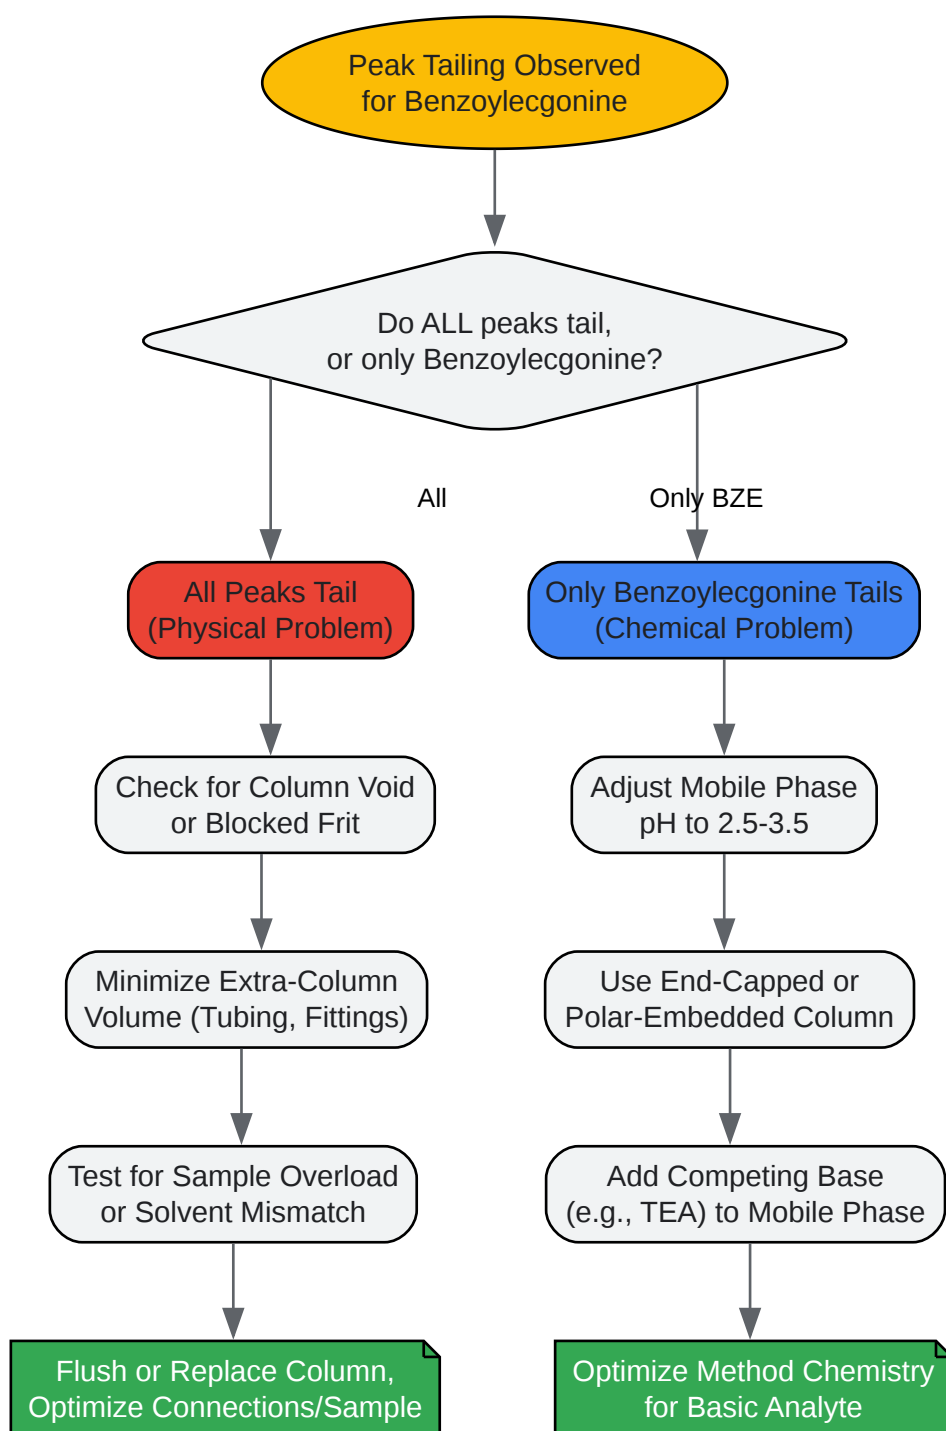 Peak Tailing Observed
for Benzoylecgonine
Do ALL peaks tail,
or only Benzoylecgonine?
All
Only BZE
All Peaks Tail
(Physical Problem)
Only Benzoylecgonine Tails
(Chemical Problem)
Check for Column Void
or Blocked Frit
Adjust Mobile Phase
pH to 2.5-3.5
Minimize Extra-Column
Volume (Tubing, Fittings)
Use End-Capped or
Polar-Embedded Column
Test for Sample Overload
or Solvent Mismatch
Add Competing Base
(e.g., TEA) to Mobile Phase
Flush or Replace Column,
Optimize Connections/Sample
Optimize Method Chemistry
for Basic Analyte